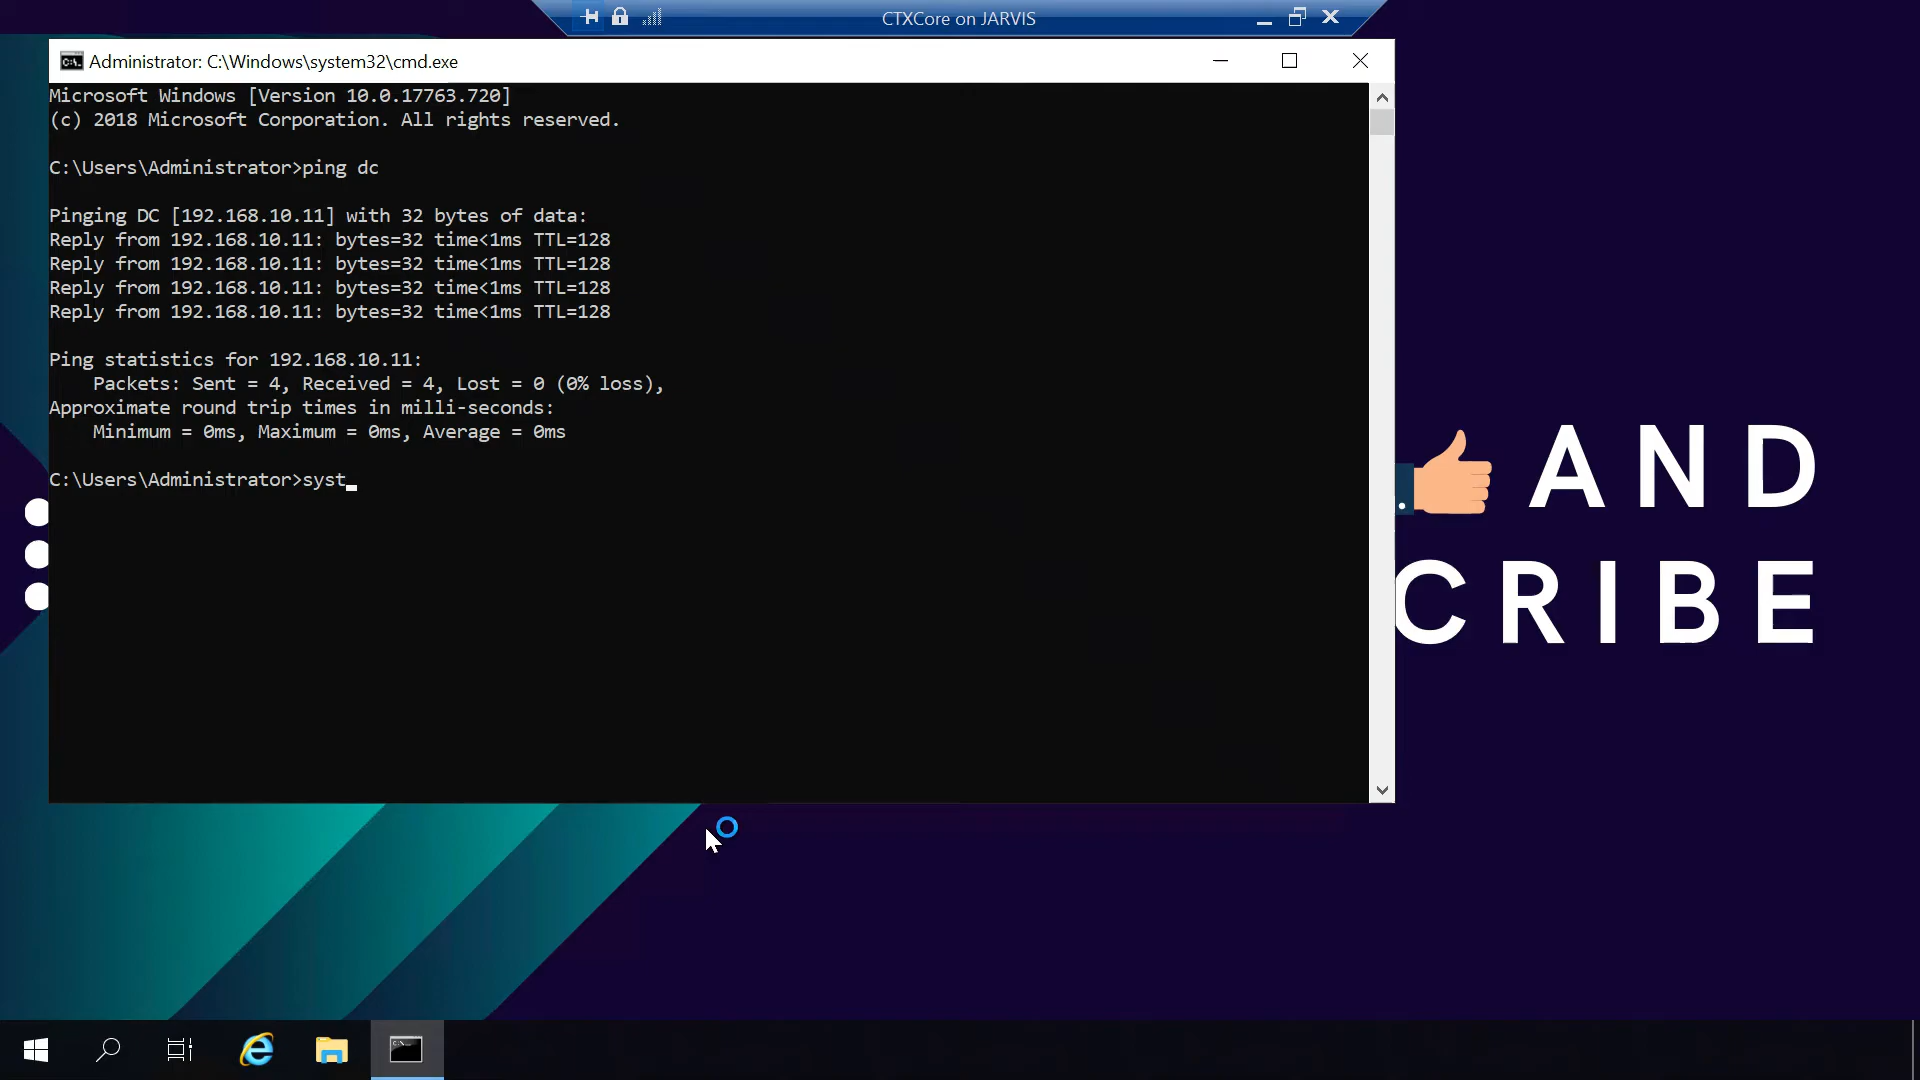 CTXCore on JARVIS
Administrator: C:\Windows\system32\cmd.exe
Microsoft Windows [Version 10.0.17763.720]
(c) 2018 Microsoft Corporation. All rights reserved.
C:\Users\Administrator>ping dc
Pinging DC [192.168.10.11] with 32 bytes of data:
Reply from 192.168.10.11: bytes=32 time<1ms TTL=128
Reply from 192.168.10.11: bytes=32 time<1ms TTL=128
Reply from 192.168.10.11: bytes=32 time<1ms TTL=128
Reply from 192.168.10.11: bytes=32 time<1ms TTL=128
Ping statistics for 192.168.10.11:
Packets: Sent = 4, Received = 4, Lost = 0 (0% loss),
Approximate round trip times in milli-seconds:
Minimum = 0ms, Maximum = 0ms, Average = 0ms
C:\Users\Administrator>syst_
AND
CRIBE